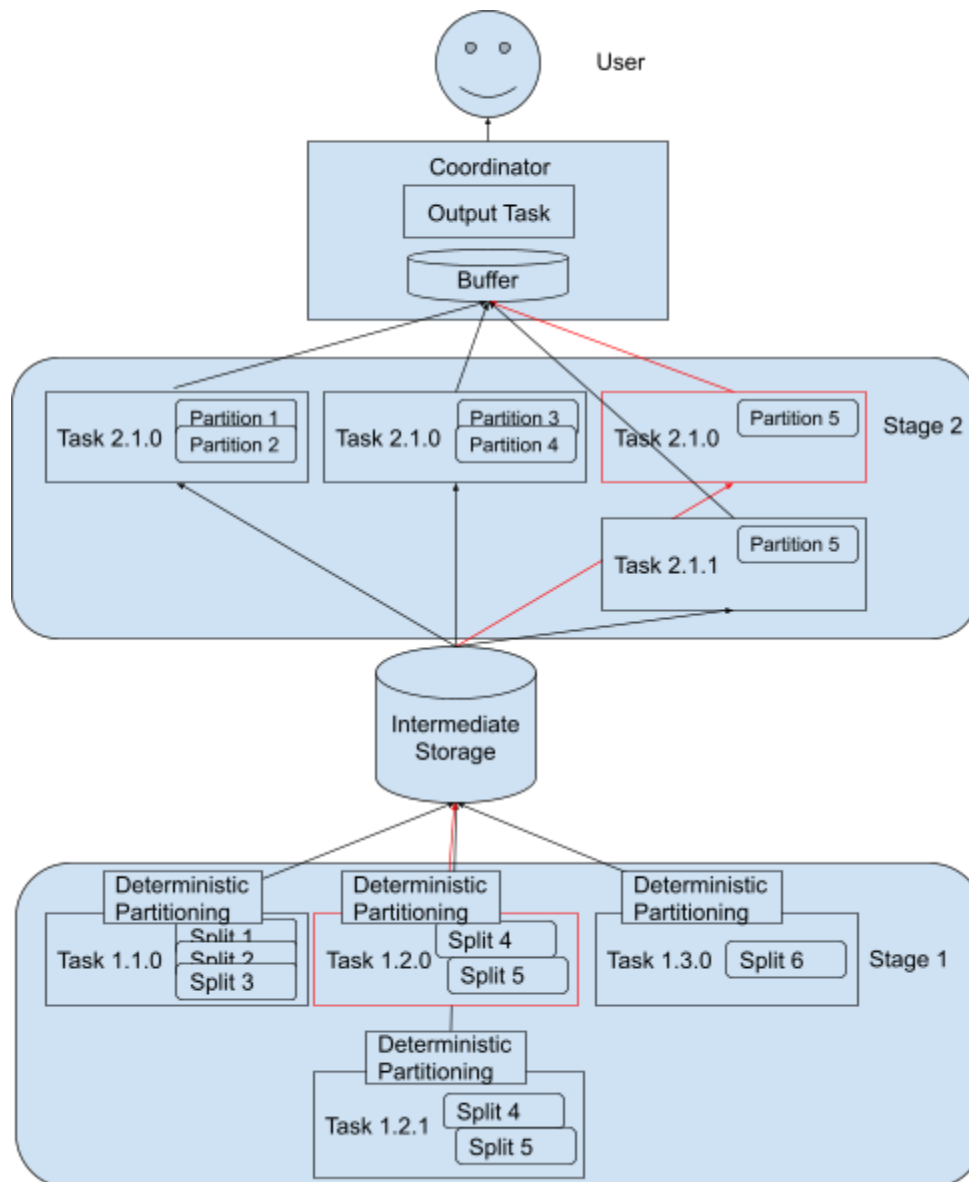 User
Coordinator
Output Task
Buffer
Task 2.1.0
Partition 1
Partition 2
Task 2.1.0
Partition 3
Partition 4
Task 2.1.0
Partition 5
Stage 2
Task 2.1.1
Partition 5
Intermediate
Storage
Deterministic
Partitioning
Task 1.1.0
Split 1
Split 2
Split 3
Deterministic
Partitioning
Task 1.2.0
Split 4
Split 5
Deterministic
Partitioning
Task 1.3.0
Split 6
Stage 1
Deterministic
Partitioning
Task 1.2.1
Split 4
Split 5